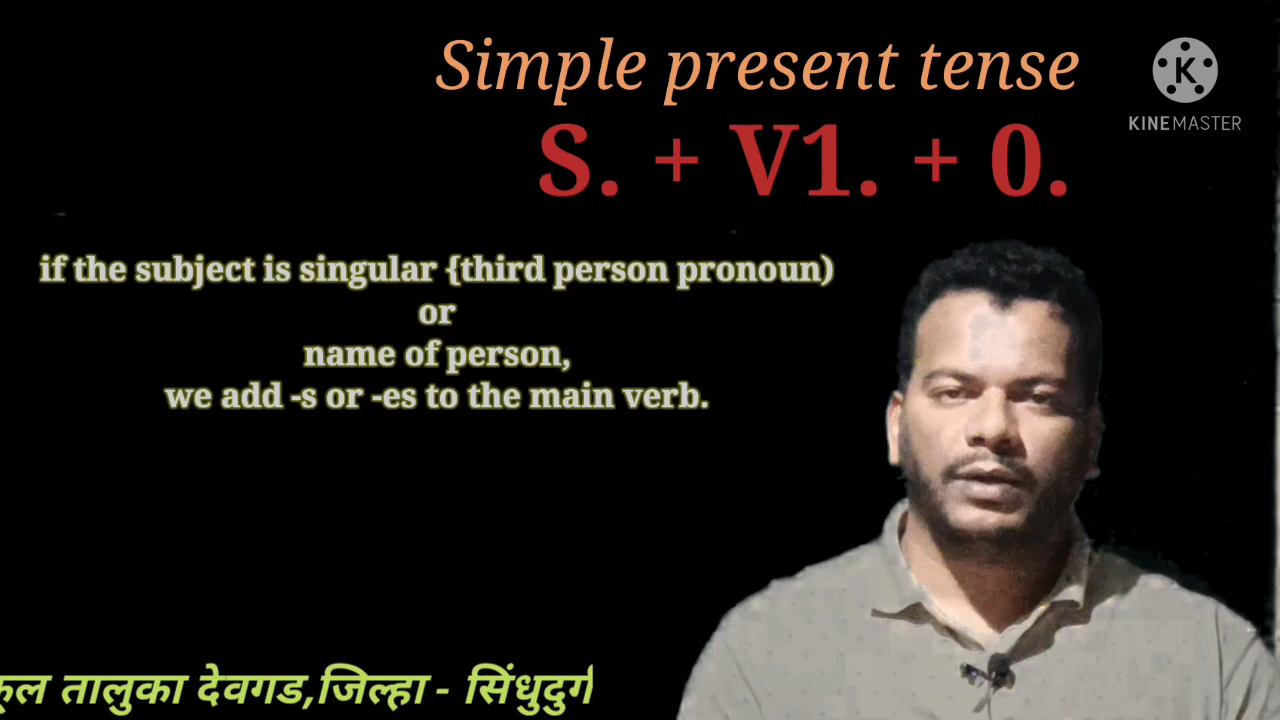 Simple present tense
S. + V1. + 0.
K
KINEMASTER
if the subject is singular {third person pronoun)
or
name of person,
we add -s or -es to the main verb.
तालुका देवगड,जिल्हा - सिंधुदुर्ग